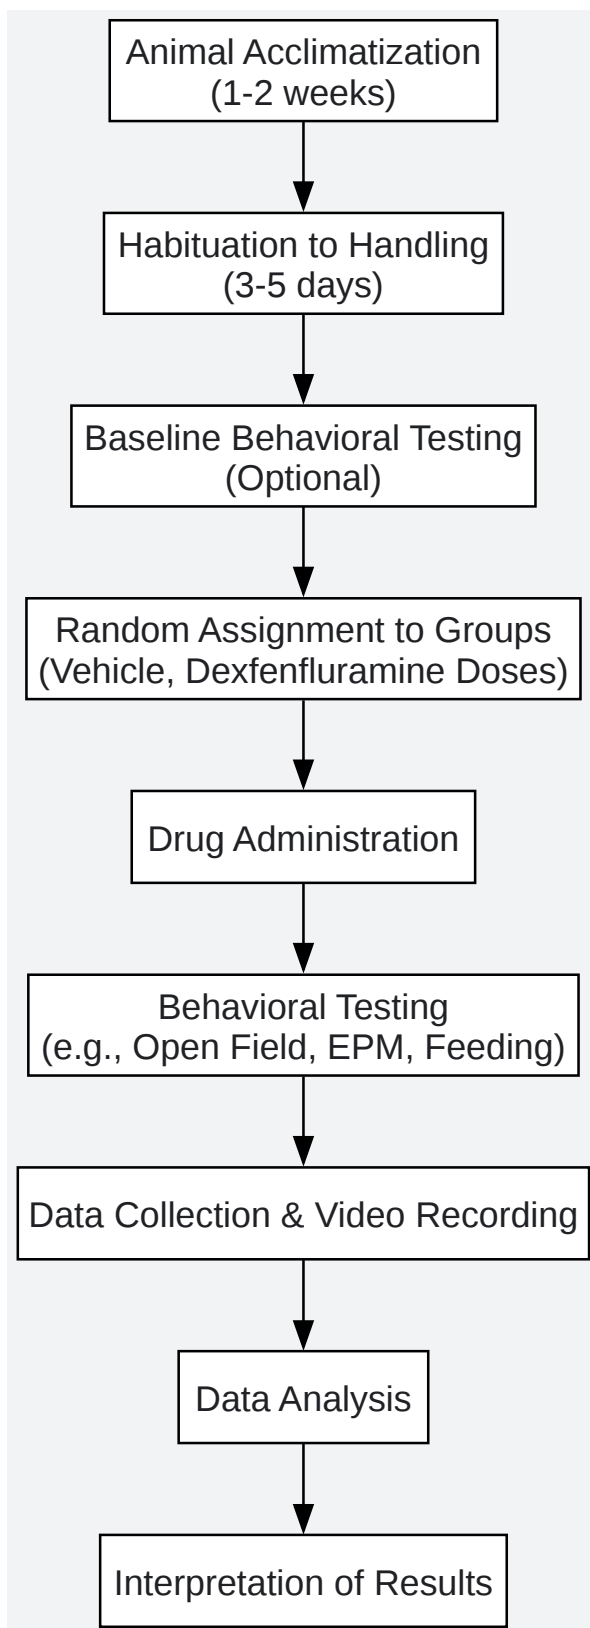 Animal Acclimatization
(1-2 weeks)
Habituation to Handling
(3-5 days)
Baseline Behavioral Testing
(Optional)
Random Assignment to Groups
(Vehicle, Dexfenfluramine Doses)
Drug Administration
Behavioral Testing
(e.g., Open Field, EPM, Feeding)
Data Collection & Video Recording
Data Analysis
Interpretation of Results